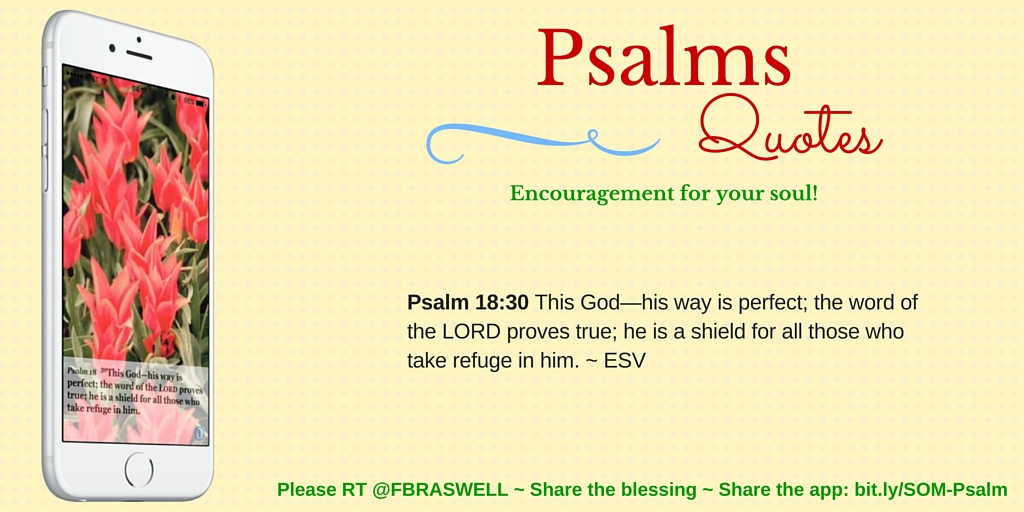 Psalms
Quotes
Encouragement for your soul!
Psalm 18:30 This God—his way is perfect; the word of
the LORD proves true; he is a shield for all those who
take refuge in him. ~ ESV
Psalm 18 30This God—his way is
perfect; the word of the LORD proves
true; he is a shield for all those who
take refuge in him.
Please RT @FBRASWELL ~ Share the blessing ~ Share the app: bit.ly/SOM-Psalm